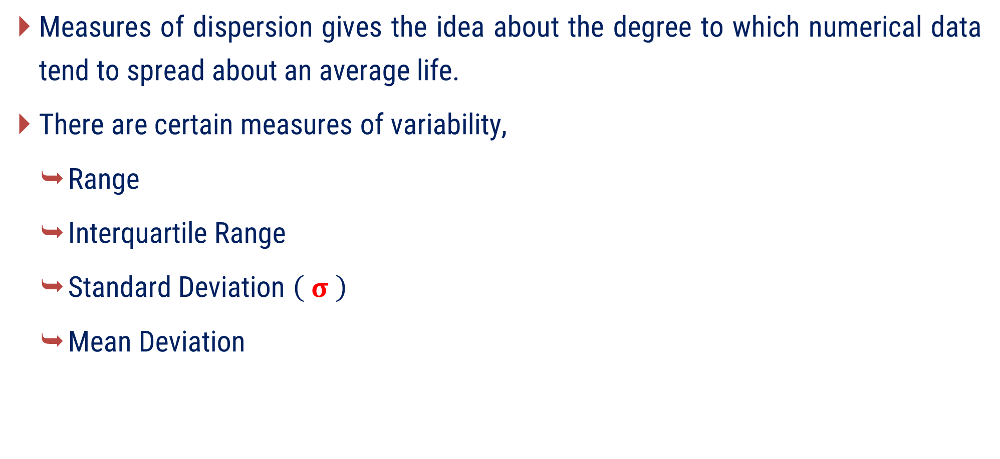 Measures of dispersion gives the idea about the degree to which numerical data
tend to spread about an average life.
There are certain measures of variability,
Range
Interquartile Range
Standard Deviation ( σ )
Mean Deviation